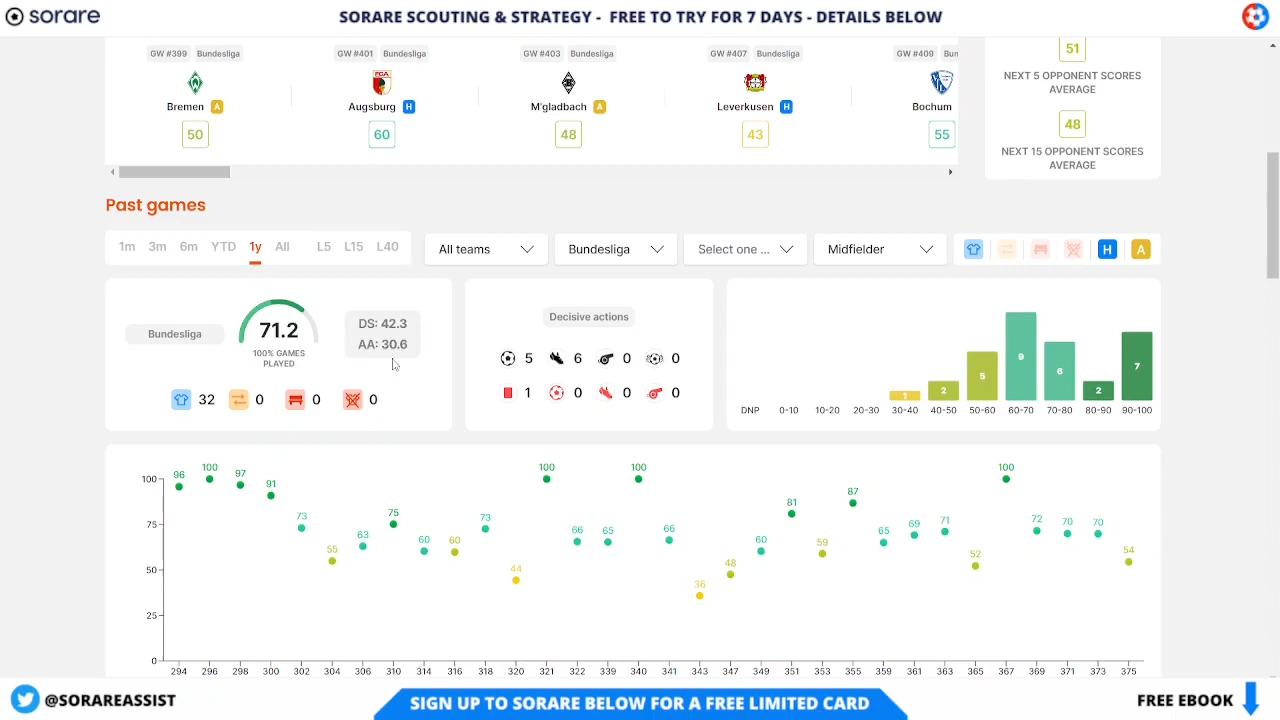 sorare
SORARE SCOUTING & STRATEGY - FREE TO TRY FOR 7 DAYS - DETAILS BELOW
GW #399 Bundesliga
Bremen A
50
GW #401 Bundesliga
Augsburg H
60
GW #403 Bundesliga
M'gladbach A
48
GW #407 Bundesliga
Leverkusen H
43
GW #409 Bun
Bochum
55
51
NEXT 5 OPPONENT SCORES
AVERAGE
48
NEXT 15 OPPONENT SCORES
AVERAGE
Past games
1m 3m 6m YTD 1y All L5 L15 L40
All teams
Bundesliga
Select one ...
Midfielder
H
A
Bundesliga
71.2
100% GAMES
PLAYED
DS: 42.3
AA: 30.6
32 0 0 0
Decisive actions
5 6 0 0
1 0 0 0
1 2 5 9 6 2 7
DNP 0-10 10-20 20-30 30-40 40-50 50-60 60-70 70-80 80-90 90-100
100
75
50
25
0
96 100 97 91 73 55 63 75 60 60 73 44 100 66 65 100 66 36 48 60 81 59 87 65 69 71 52 100 72 70 70 54
294 296 298 300 302 304 306 310 314 316 318 320 321 322 339 340 341 343 347 349 351 353 355 359 361 363 365 367 369 371 373 375
@SORAREASSIST
SIGN UP TO SORARE BELOW FOR A FREE LIMITED CARD
FREE EBOOK